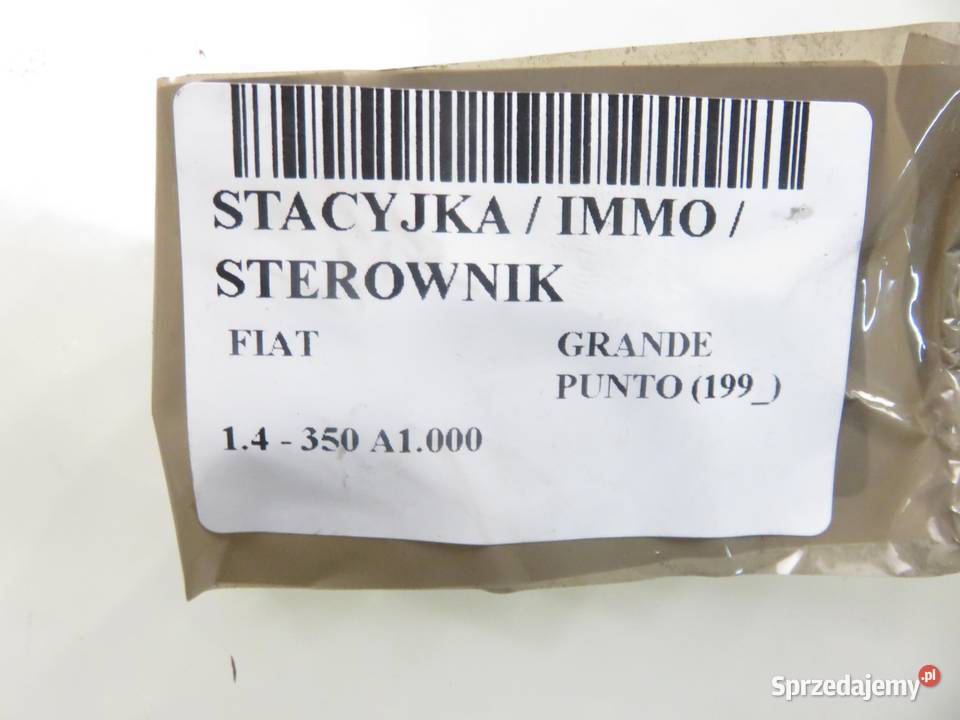 STACYJKA / IMMO /
STEROWNIK
FIAT GRANDE
PUNTO (199_)
1.4 - 350 A1.000
Sprzedajemy.pl